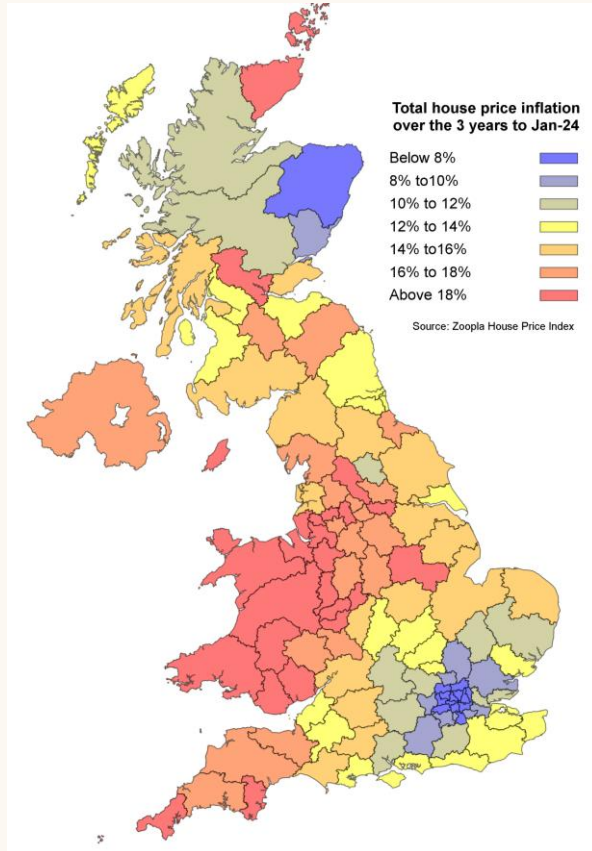 Total house price inflation
over the 3 years to Jan-24
Below 8%
8% to10%
10% to 12%
12% to 14%
14% to16%
16% to 18%
Above 18%
Source: Zoopla House Price Index